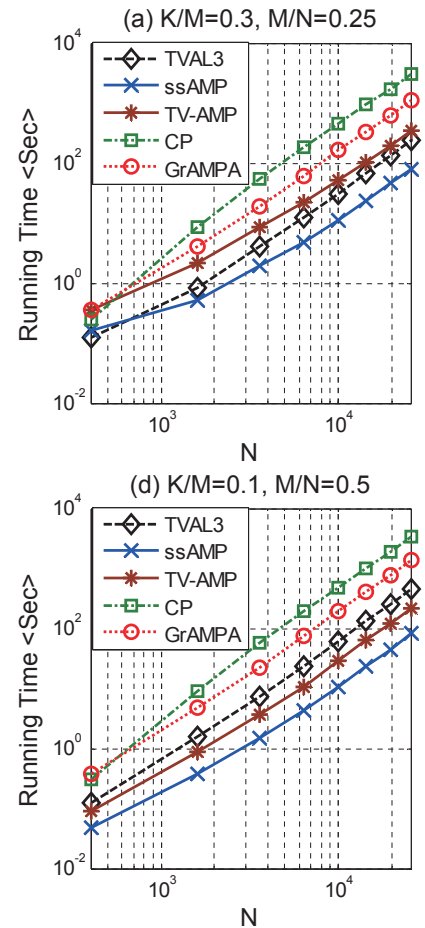 (a) K/M=0.3, M/N=0.25
10^4
TVAL3
ssAMP
TV-AMP
CP
GrAMPA
10^2
10^0
10^-2
Running Time <Sec>
10^3
10^4
N
(d) K/M=0.1, M/N=0.5
10^4
TVAL3
ssAMP
TV-AMP
CP
GrAMPA
10^2
10^0
10^-2
Running Time <Sec>
10^3
10^4
N